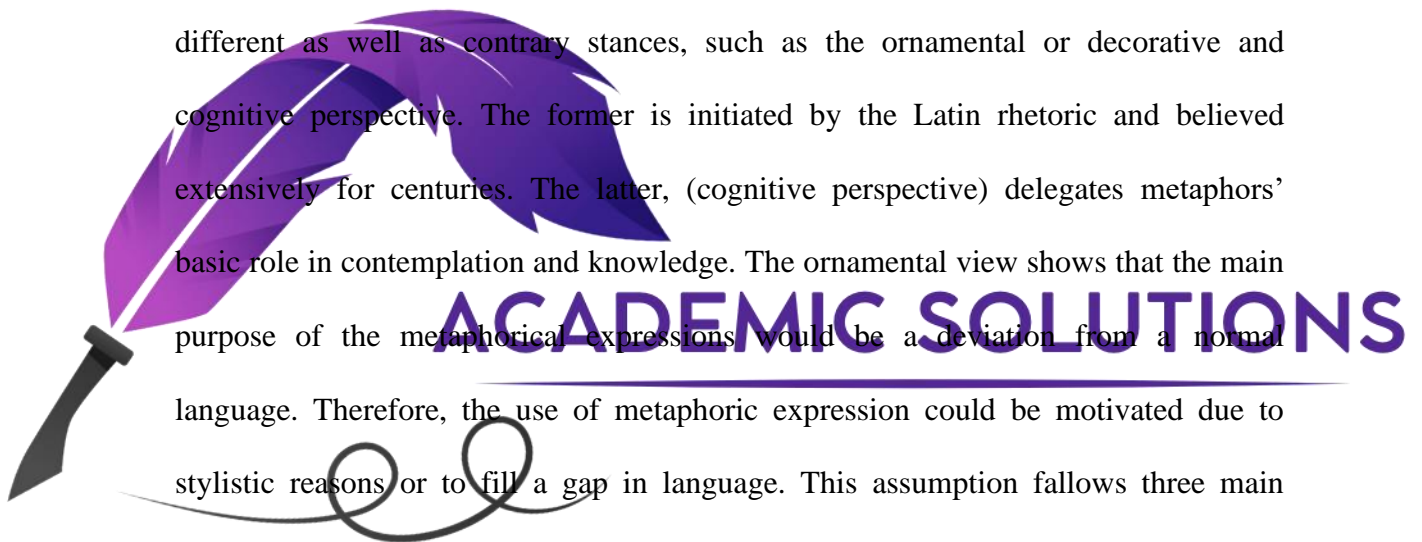 different as well as contrary stances, such as the ornamental or decorative and
cognitive perspective. The former is initiated by the Latin rhetoric and believed
extensively for centuries. The latter, (cognitive perspective) delegates metaphors’
basic role in contemplation and knowledge. The ornamental view shows that the main
ACADEMIC SOLUTIONS
purpose of the metaphorical expressions would be a deviation from a normal
language. Therefore, the use of metaphoric expression could be motivated due to
stylistic reasons or to fill a gap in language. This assumption fallows three main